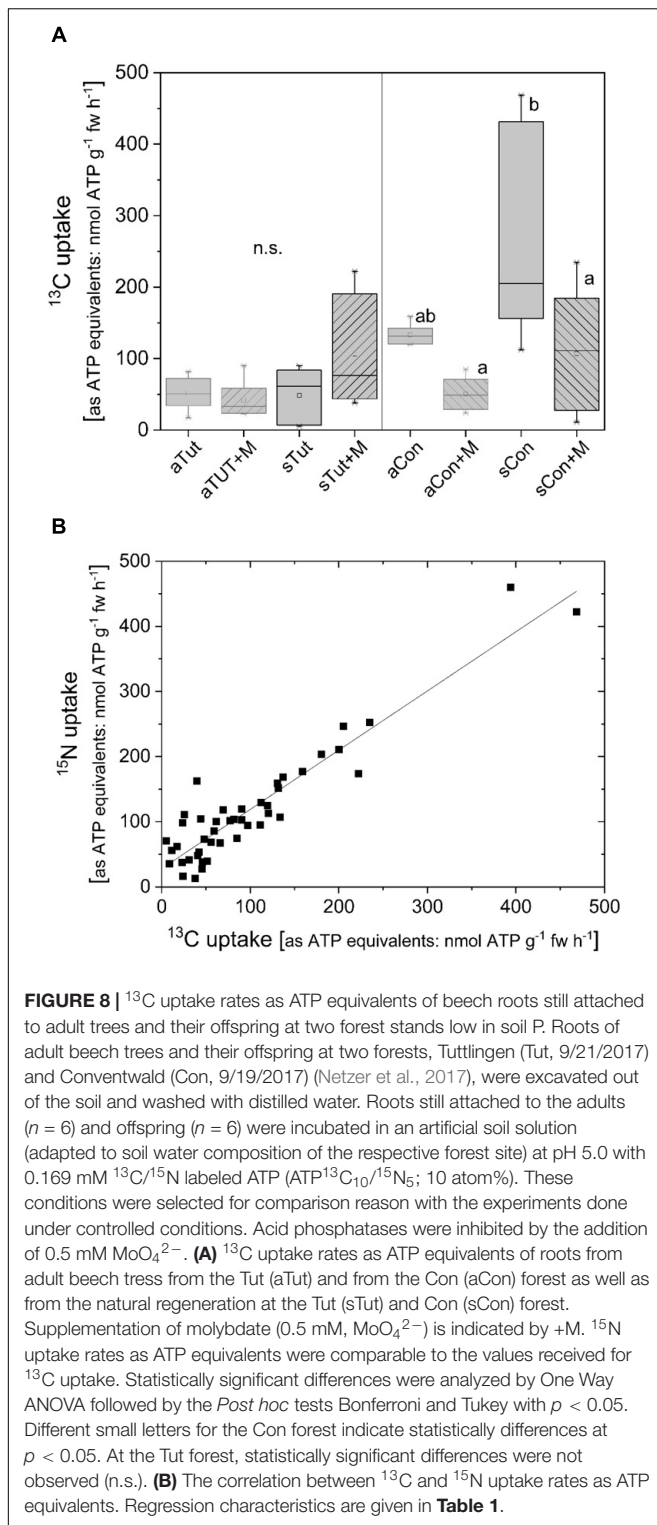 A
¹³C uptake
[as ATP equivalents: nmol ATP g⁻¹ fw h⁻¹]
500
400
300
200
100
0
n.s.
ab
a
b
a
aTut
aTUT+M
sTut
sTut+M
aCon
aCon+M
sCon
sCon+M
B
¹⁵N uptake
[as ATP equivalents: nmol ATP g⁻¹ fw h⁻¹]
500
400
300
200
100
0
0 100 200 300 400 500
¹³C uptake [as ATP equivalents: nmol ATP g⁻¹ fw h⁻¹]
FIGURE 8 | ¹³C uptake rates as ATP equivalents of beech roots still attached
to adult trees and their offspring at two forest stands low in soil P. Roots of
adult beech trees and their offspring at two forests, Tuttlingen (Tut, 9/21/2017)
and Conventwald (Con, 9/19/2017) (Netzer et al., 2017), were excavated out
of the soil and washed with distilled water. Roots still attached to the adults
(n = 6) and offspring (n = 6) were incubated in an artificial soil solution
(adapted to soil water composition of the respective forest site) at pH 5.0 with
0.169 mM ¹³C/¹⁵N labeled ATP (ATP¹³C₁₀/¹⁵N₅; 10 atom%). These
conditions were selected for comparison reason with the experiments done
under controlled conditions. Acid phosphatases were inhibited by the addition
of 0.5 mM MoO₄²⁻. (A) ¹³C uptake rates as ATP equivalents of roots from
adult beech tress from the Tut (aTut) and from the Con (aCon) forest as well as
from the natural regeneration at the Tut (sTut) and Con (sCon) forest.
Supplementation of molybdate (0.5 mM, MoO₄²⁻) is indicated by +M. ¹⁵N
uptake rates as ATP equivalents were comparable to the values received for
¹³C uptake. Statistically significant differences were analyzed by One Way
ANOVA followed by the Post hoc tests Bonferroni and Tukey with p < 0.05.
Different small letters for the Con forest indicate statistically differences at
p < 0.05. At the Tut forest, statistically significant differences were not
observed (n.s.). (B) The correlation between ¹³C and ¹⁵N uptake rates as ATP
equivalents. Regression characteristics are given in Table 1.